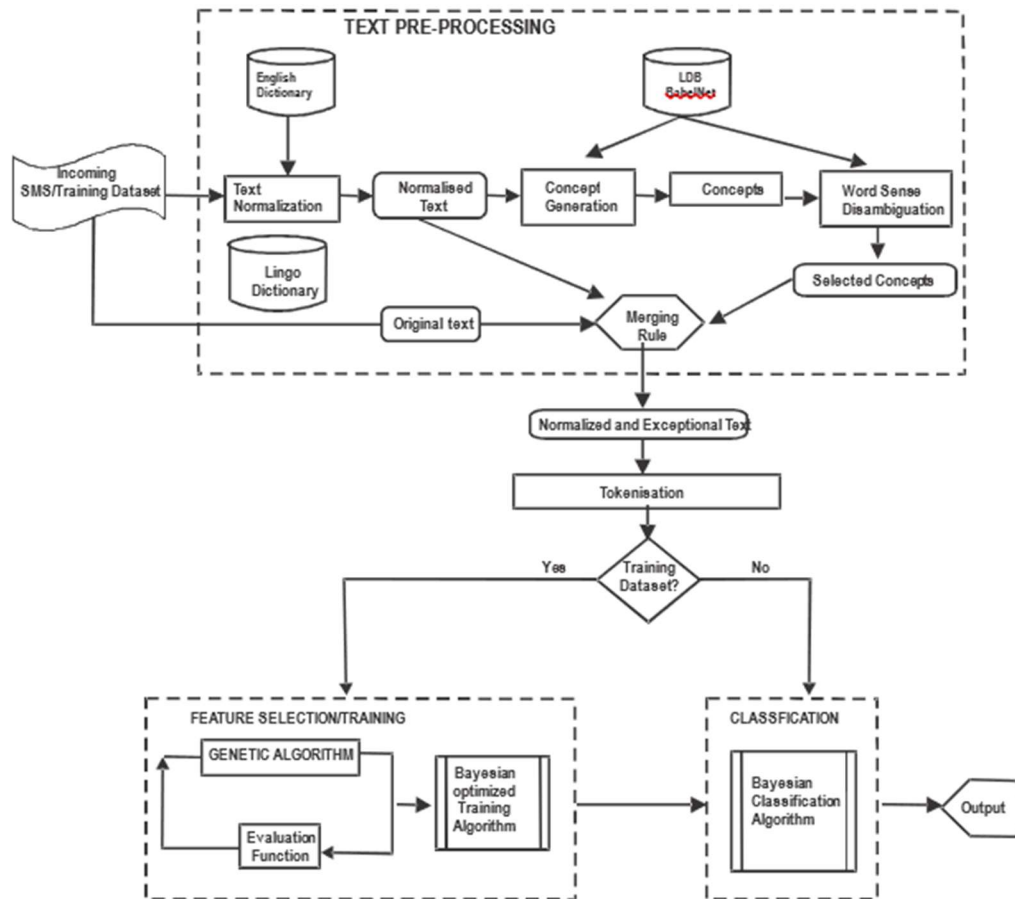 TEXT PRE-PROCESSING
English
Dictionary
LDB
BabelNet
Incoming
SMS/Training Dataset
Text
Normalization
Normalised
Text
Concept
Generation
Concepts
Word Sense
Disambiguation
Lingo
Dictionary
Selected Concepts
Original text
Merging
Rule
Normalized and Exceptional Text
Tokenisation
Yes
Training
Dataset?
No
FEATURE SELECTION/TRAINING
GENETIC ALGORITHM
Evaluation
Function
Bayesian
optimized
Training
Algorithm
CLASSFICATION
Bayesian
Classification
Algorithm
Output